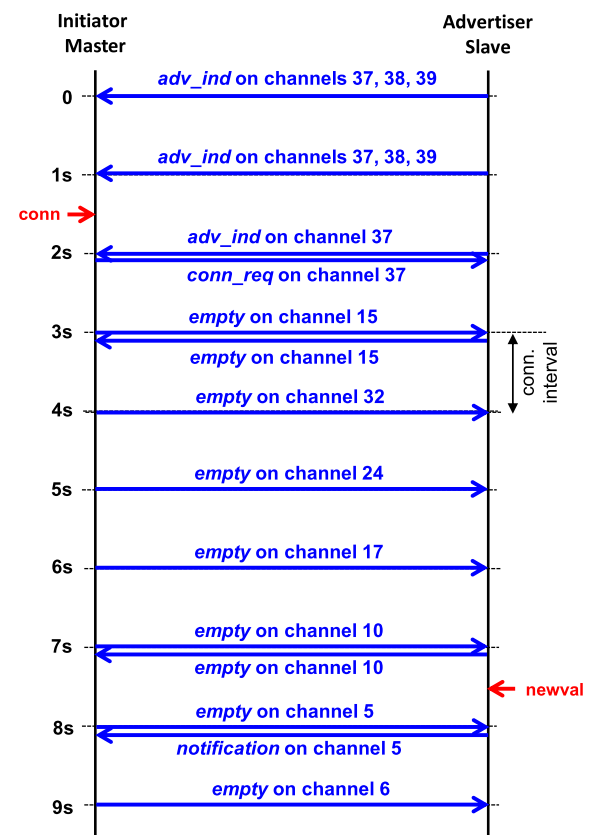 Initiator
Master
Advertiser
Slave
adv_ind on channels 37, 38, 39
0
adv_ind on channels 37, 38, 39
1s
conn
adv_ind on channel 37
2s
conn_req on channel 37
empty on channel 15
3s
empty on channel 15
conn.
interval
empty on channel 32
4s
empty on channel 24
5s
empty on channel 17
6s
empty on channel 10
7s
empty on channel 10
newval
empty on channel 5
8s
notification on channel 5
empty on channel 6
9s